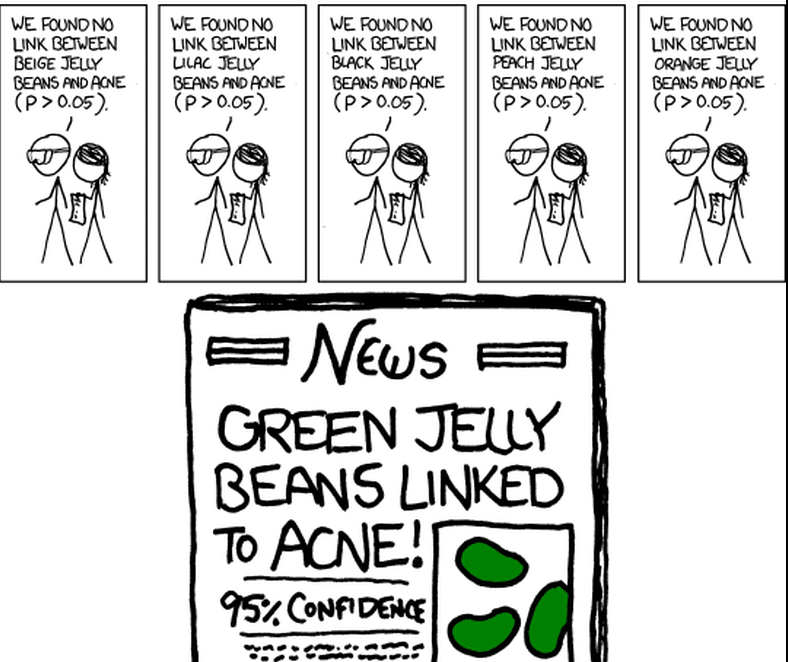 WE FOUND NO
LINK BETWEEN
BEIGE JELLY
BEANS AND ACNE
(P > 0.05).
WE FOUND NO
LINK BETWEEN
LILAC JELLY
BEANS AND ACNE
(P > 0.05).
WE FOUND NO
LINK BETWEEN
BLACK JELLY
BEANS AND ACNE
(P > 0.05).
WE FOUND NO
LINK BETWEEN
PEACH JELLY
BEANS AND ACNE
(P > 0.05).
WE FOUND NO
LINK BETWEEN
ORANGE JELLY
BEANS AND ACNE
(P > 0.05).
NEWS
GREEN JELLY
BEANS LINKED
TO ACNE!
95% CONFIDENCE